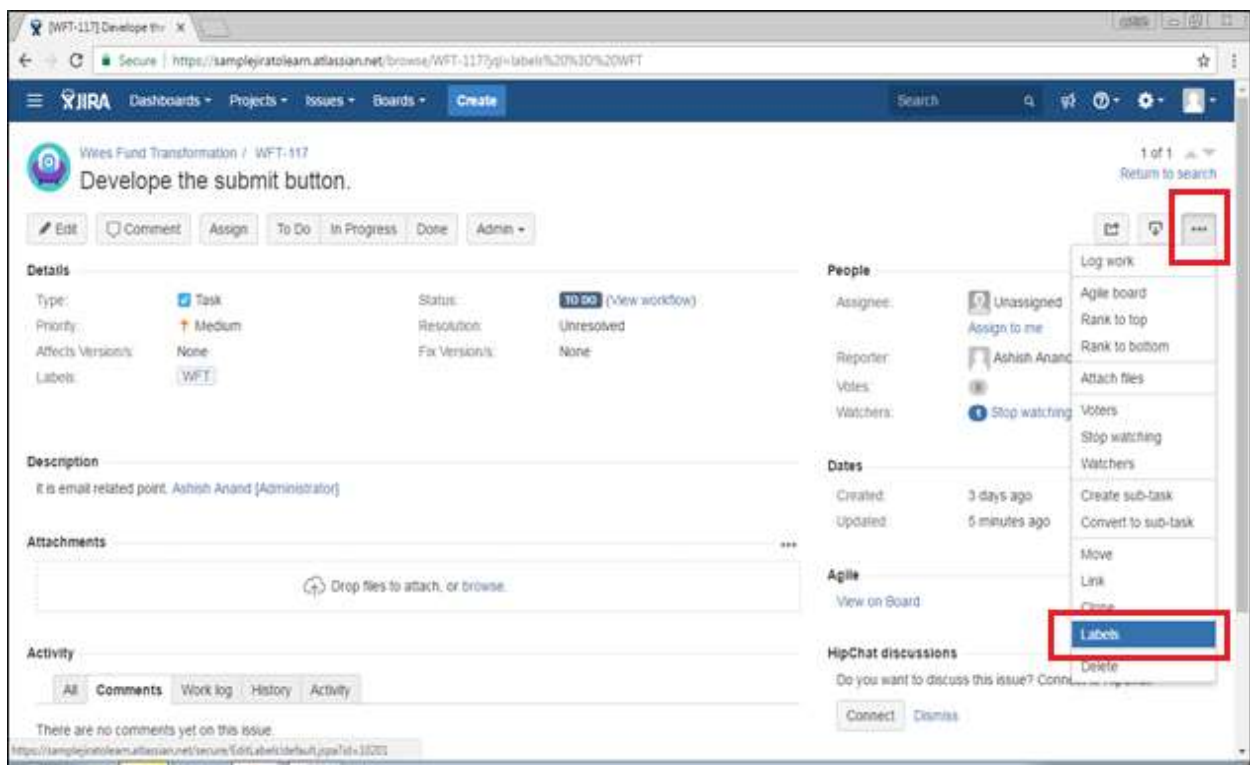 [WFT-117] Develope the
Secure https://samplejiratolearn.atlassian.net/browse/WFT-117?jql=labels%20%3D%20WFT
JIRA Dashboards Projects Issues Boards Create Search
Wires Fund Transformation / WFT-117
1 of 1
Develope the submit button.
Return to search
Edit Comment Assign To Do In Progress Done Admin
Details
Type: Task
Status: TO DO (View workflow)
Priority: Medium
Resolution: Unresolved
Affects Version/s: None
Fix Version/s: None
Labels: WFT
Description
It is email related point. Ashish Anand [Administrator]
Attachments
Drop files to attach, or browse.
Activity
All Comments Work log History Activity
There are no comments yet on this issue.
People
Assignee: Unassigned
Assign to me
Reporter: Ashish Anand
Votes:
Watchers: 1 Stop watching
Dates
Created: 3 days ago
Updated: 5 minutes ago
Agile
View on Board
HipChat discussions
Do you want to discuss this issue?
Connect Dismiss
Log work
Agile board
Rank to top
Rank to bottom
Attach files
Voters
Stop watching
Watchers
Create sub-task
Convert to sub-task
Move
Link
Clone
Labels
Delete
https://samplejiratolearn.atlassian.net/secure/EditLabels!default.jspa?id=10201